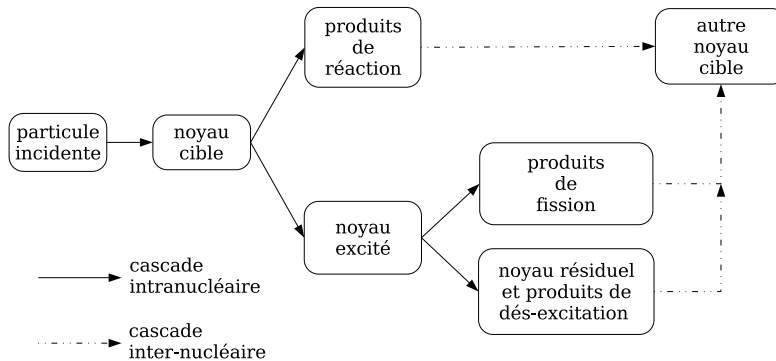 produits
de
réaction
autre
noyau
cible
particule
incidente
noyau
cible
produits
de
fission
noyau
excité
noyau résiduel
et produits de
dés-excitation
cascade
intranucléaire
cascade
inter-nucléaire